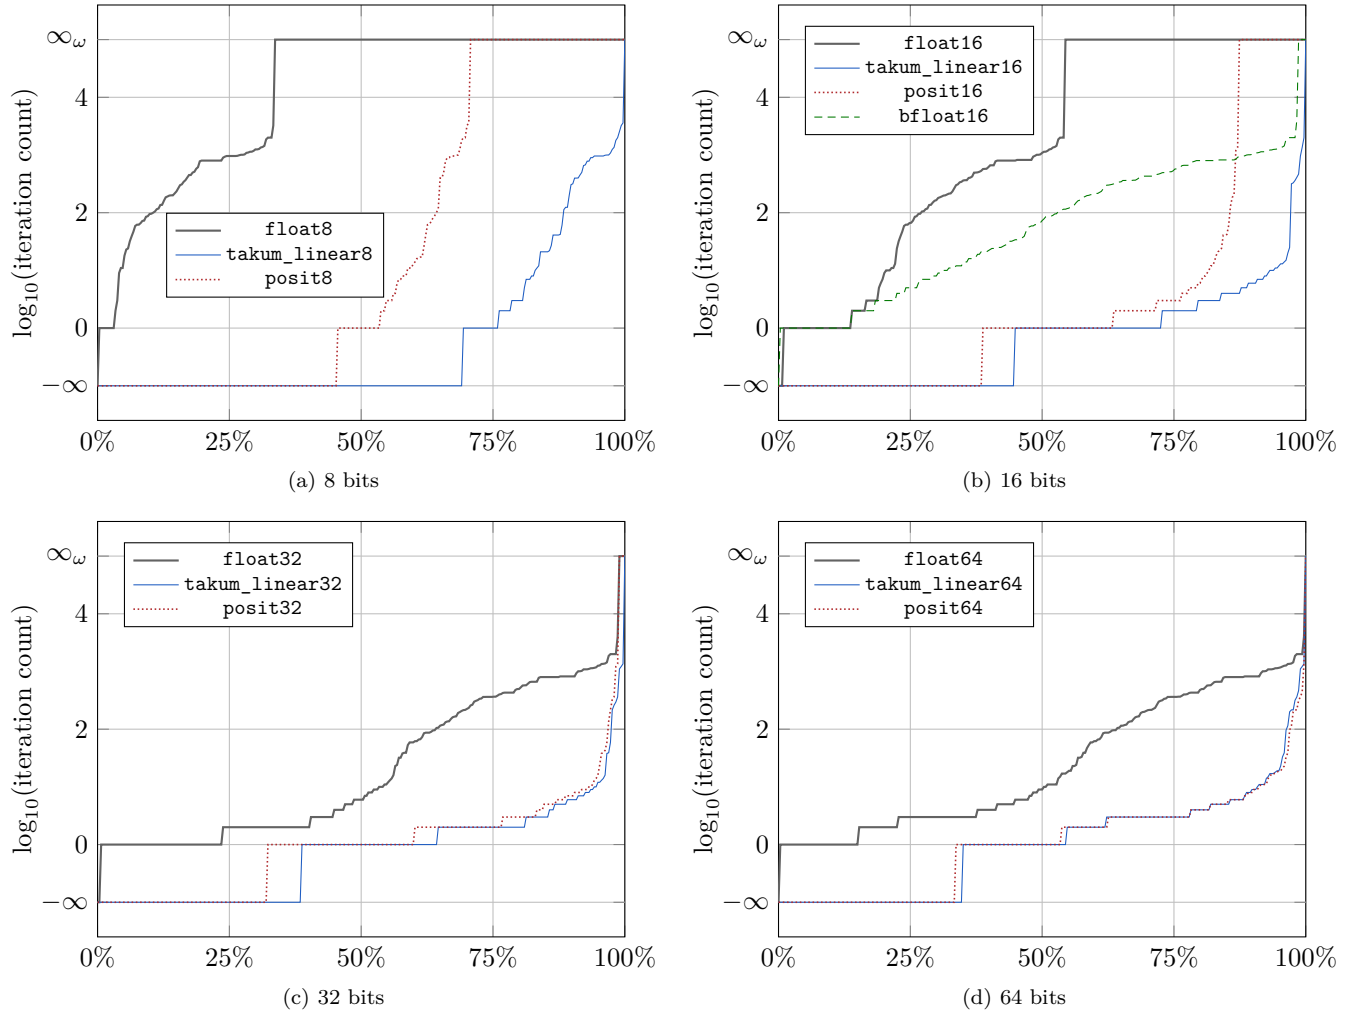 ∞ω
4
2
0
−∞
log10(iteration count)
float8
takum_linear8
posit8
0%
25%
50%
75%
100%
(a) 8 bits
∞ω
4
2
0
−∞
log10(iteration count)
float16
takum_linear16
posit16
bfloat16
0%
25%
50%
75%
100%
(b) 16 bits
∞ω
4
2
0
−∞
log10(iteration count)
float32
takum_linear32
posit32
0%
25%
50%
75%
100%
(c) 32 bits
∞ω
4
2
0
−∞
log10(iteration count)
float64
takum_linear64
posit64
0%
25%
50%
75%
100%
(d) 64 bits